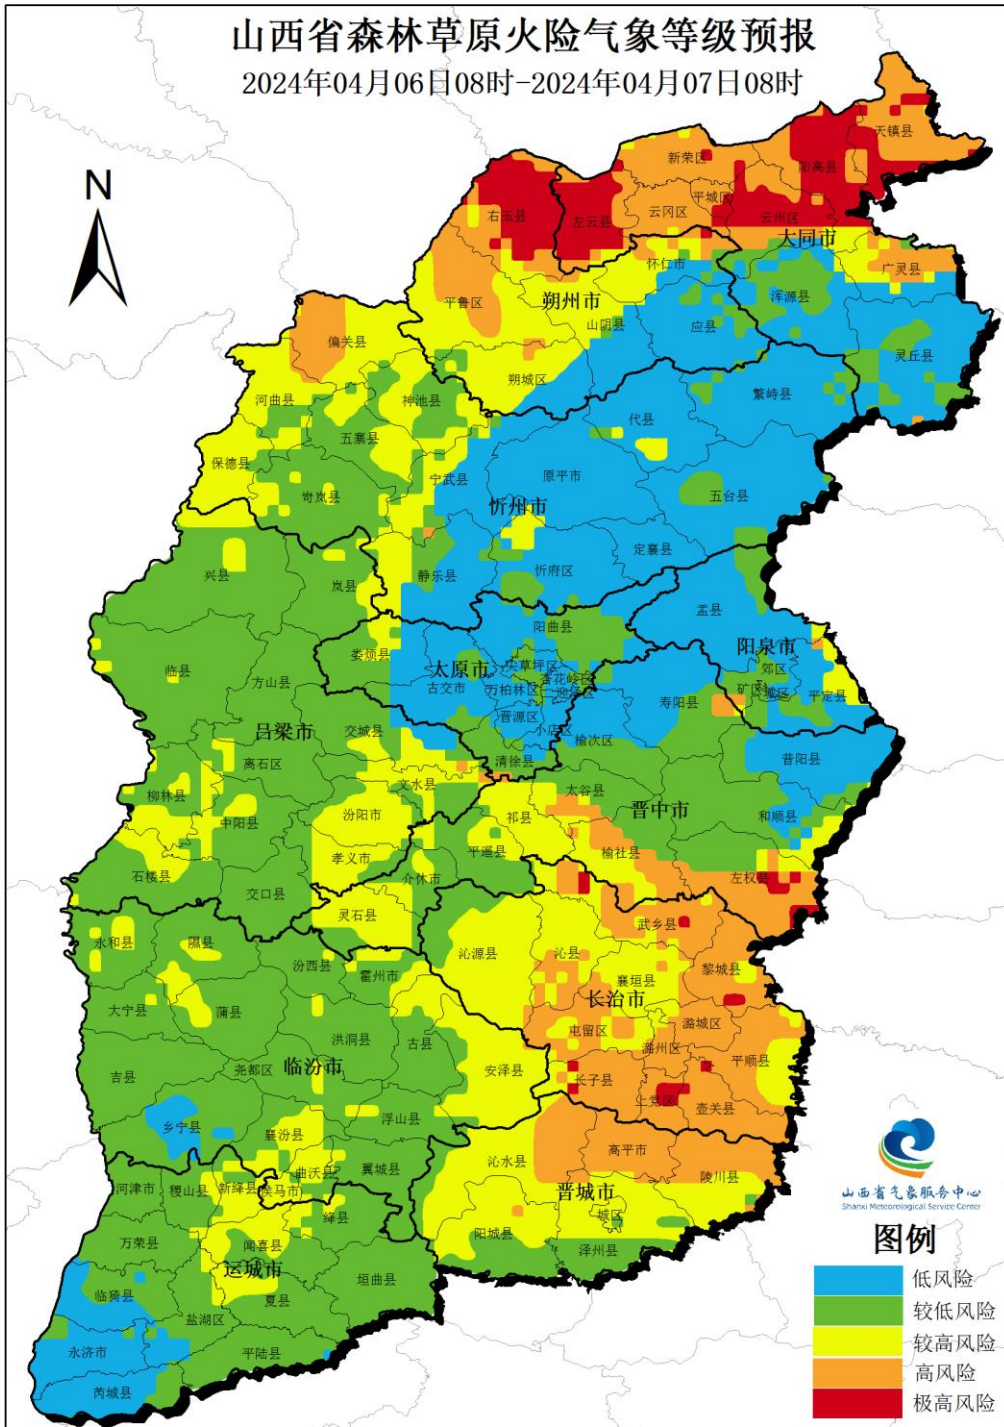 山西省森林草原火险气象等级预报
2024年04月06日08时-2024年04月07日08时
N
天镇县
新荣区
阳高县
平城区
右玉县
左云县
云冈区
云州区
大同市
怀仁市
广灵县
平鲁区
朔州市
浑源县
山阴县
应县
偏关县
灵丘县
朔城区
繁峙县
河曲县
神池县
代县
五寨县
保德县
宁武县
原平市
岢岚县
五台县
忻州市
定襄县
兴县
岚县
静乐县
忻府区
盂县
阳曲县
阳泉市
娄烦县
太原市
尖草坪区
郊区
临县
杏花岭区
方山县
古交市
万柏林区
迎泽区
矿区
城区
平定县
寿阳县
晋源区
吕梁市
交城县
小店区
榆次区
离石区
清徐县
昔阳县
文水县
太谷县
柳林县
汾阳市
祁县
晋中市
和顺县
中阳县
孝义市
平遥县
榆社县
石楼县
介休市
左权县
交口县
灵石县
武乡县
永和县
隰县
沁源县
沁县
汾西县
霍州市
襄垣县
黎城县
大宁县
蒲县
长治市
屯留区
潞城区
洪洞县
古县
潞州区
吉县
尧都区
临汾市
安泽县
平顺县
长子县
上党区
壶关县
乡宁县
浮山县
襄汾县
高平市
曲沃县
翼城县
沁水县
陵川县
河津市
稷山县
新绛县
侯马市
晋城市
绛县
城区
万荣县
闻喜县
阳城县
泽州县
运城市
临猗县
夏县
垣曲县
盐湖区
永济市
平陆县
芮城县
山西省气象服务中心
Shanxi Meteorological Service Center
图例
低风险
较低风险
较高风险
高风险
极高风险